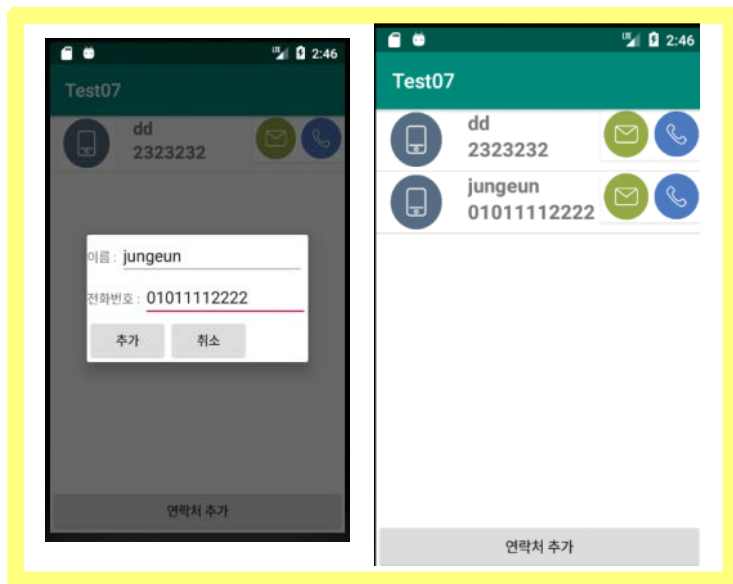 2:46
Test07
dd
2323232
이름 : jungeun
전화번호 : 01011112222
추가 취소
연락처 추가
2:46
Test07
dd
2323232
jungeun
01011112222
연락처 추가